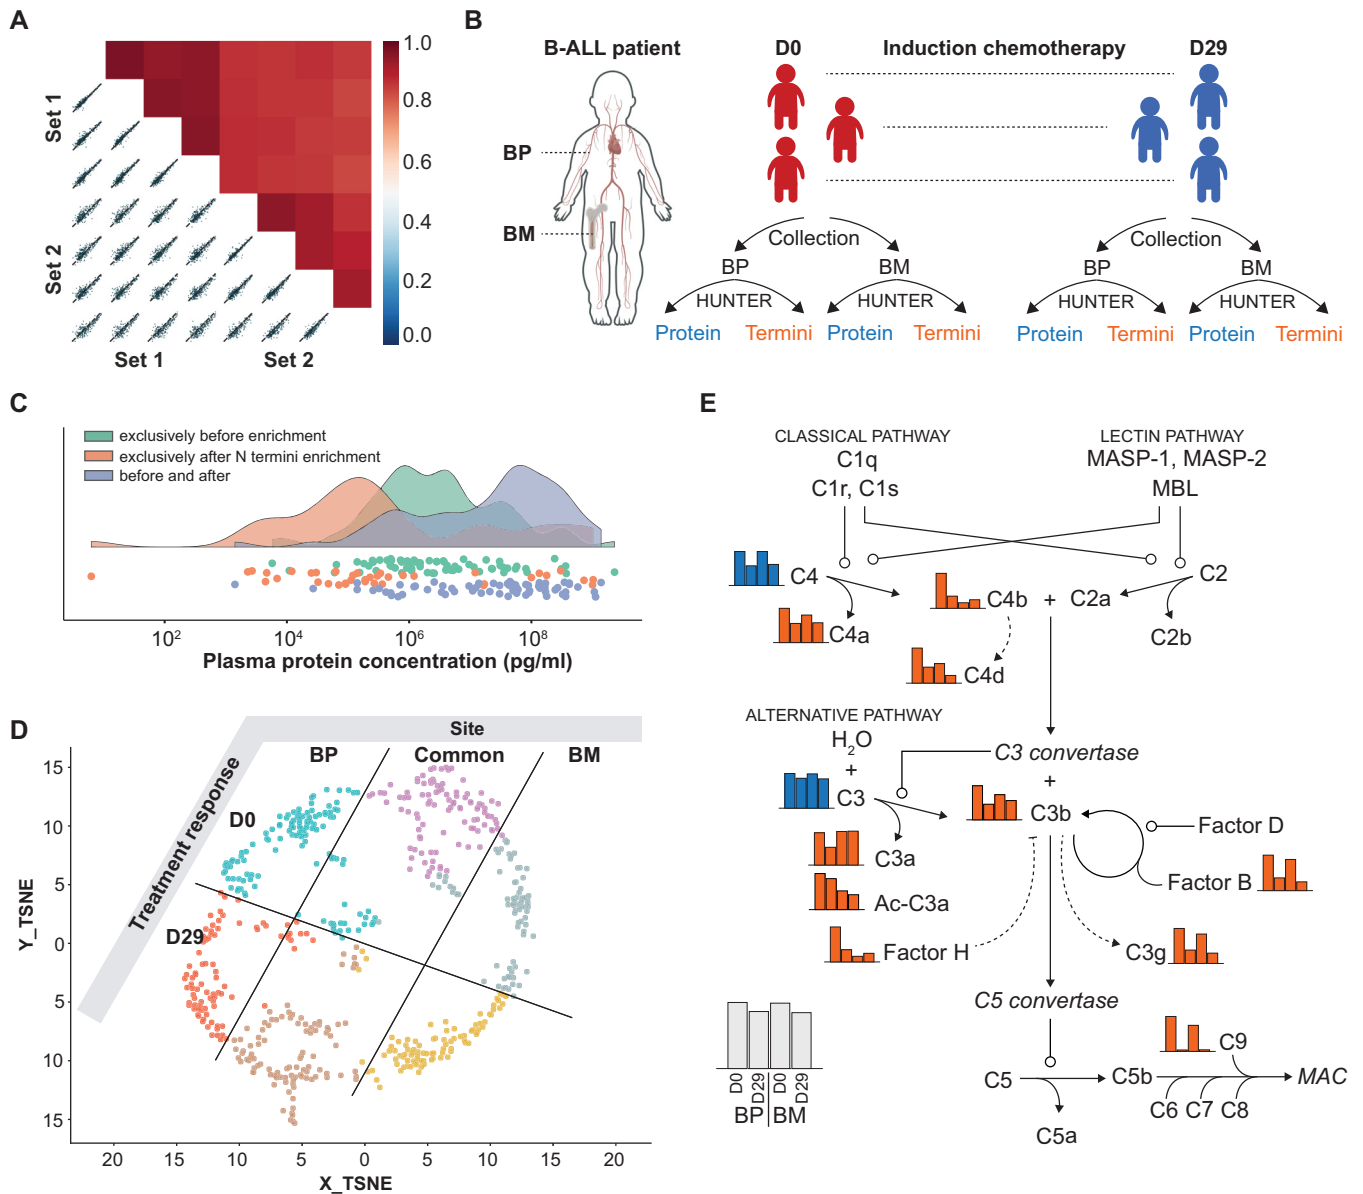 A
Set 1
Set 2
Set 1
Set 2
1.0
0.8
0.6
0.4
0.2
0.0
B
B-ALL patient
D0
Induction chemotherapy
D29
BP
BM
Collection
BP
BM
HUNTER
HUNTER
Protein
Termini
Protein
Termini
Collection
BP
BM
HUNTER
HUNTER
Protein
Termini
Protein
Termini
C
exclusively before enrichment
exclusively after N termini enrichment
before and after
10²
10⁴
10⁶
10⁸
Plasma protein concentration (pg/ml)
D
Site
BP
Common
BM
Treatment response
D0
D29
Y_TSNE
15
10
5
0
5
10
15
20
15
10
5
0
5
10
15
20
X_TSNE
E
CLASSICAL PATHWAY
C1q
C1r, C1s
LECTIN PATHWAY
MASP-1, MASP-2
MBL
C4
C4a
C4b
+
C2a
C2
C2b
C4d
ALTERNATIVE PATHWAY
H₂O
+
C3
C3 convertase
+
C3b
C3a
Ac-C3a
Factor H
Factor D
Factor B
C3g
C5 convertase
D0
D29
D0
D29
BP
BM
C5
C5a
C5b
C9
C6
C7
C8
MAC